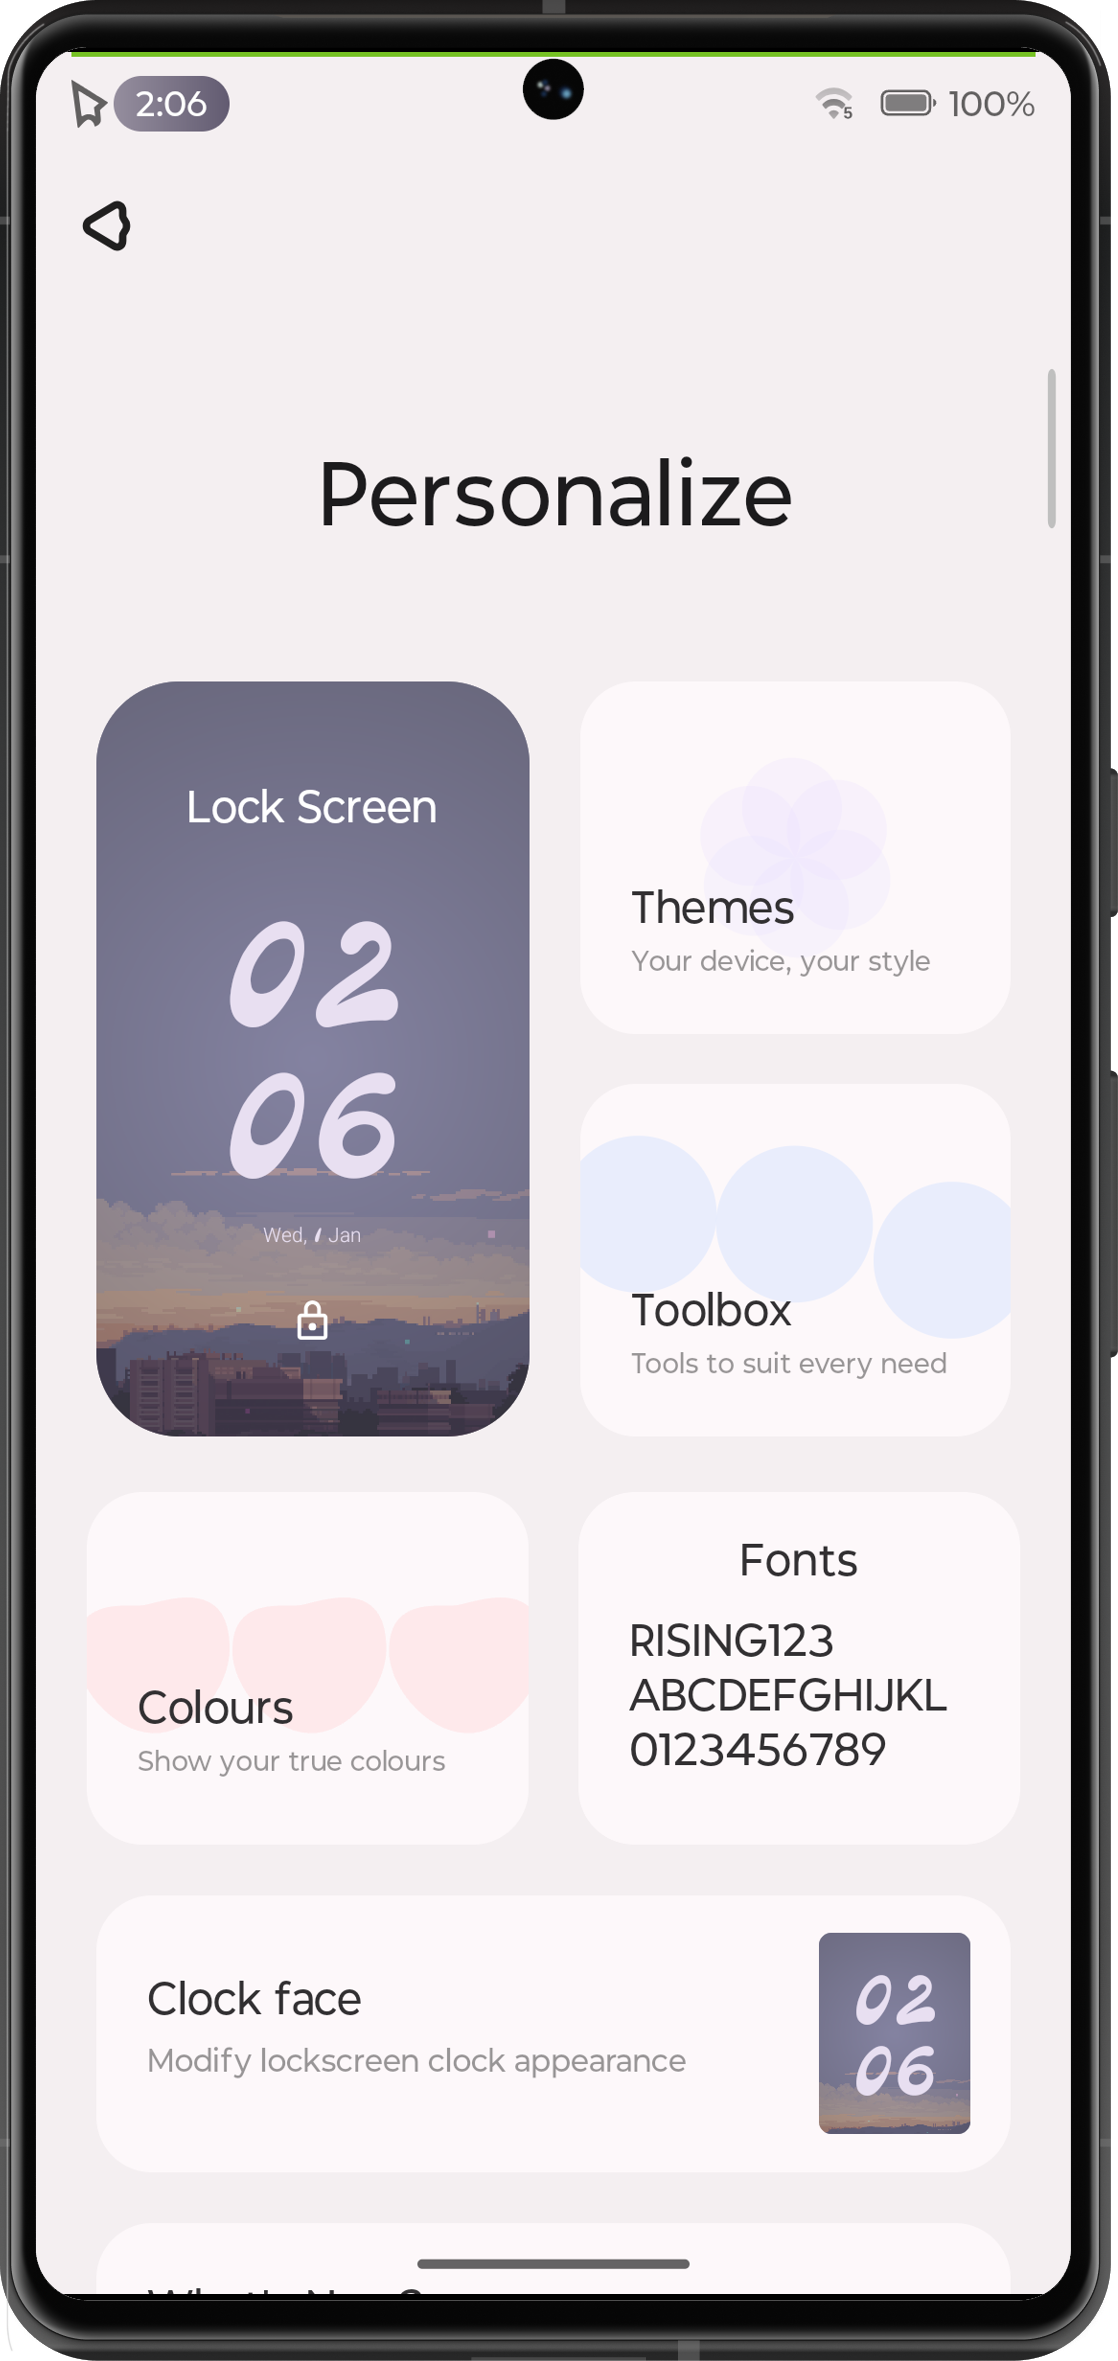 2:06
5
100%
Personalize
Lock Screen
02
06
Wed, 1 Jan
Themes
Your device, your style
Toolbox
Tools to suit every need
Colours
Show your true colours
Fonts
RISING123
ABCDEFGHIJKL
0123456789
Clock face
Modify lockscreen clock appearance
02
06